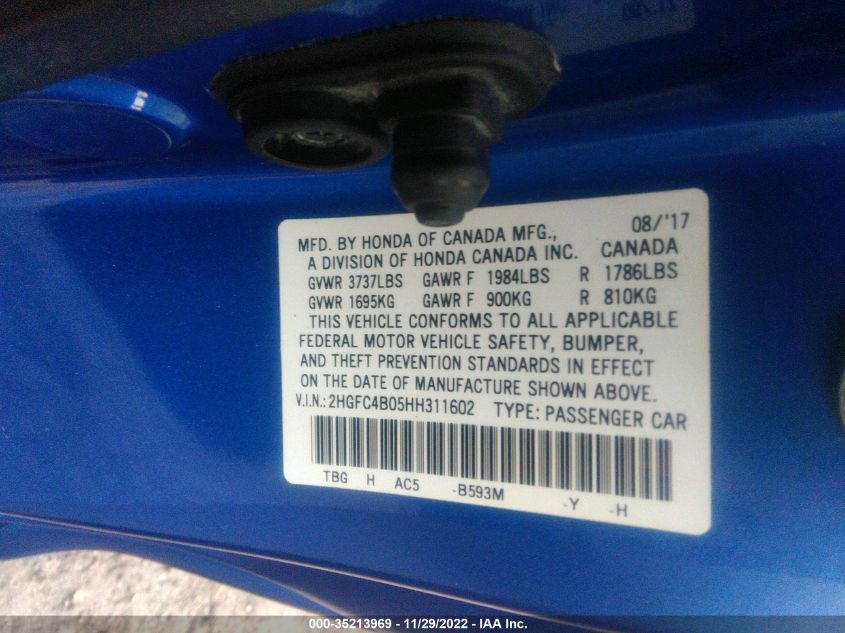 08/'17
MFD. BY HONDA OF CANADA MFG.,
A DIVISION OF HONDA CANADA INC. CANADA
GVWR 3737LBS GAWR F 1984LBS R 1786LBS
GVWR 1695KG GAWR F 900KG R 810KG
THIS VEHICLE CONFORMS TO ALL APPLICABLE
FEDERAL MOTOR VEHICLE SAFETY, BUMPER,
AND THEFT PREVENTION STANDARDS IN EFFECT
ON THE DATE OF MANUFACTURE SHOWN ABOVE.
V.I.N.: 2HGFC4B05HH311602 TYPE: PASSENGER CAR
TBG H AC5 -B593M -Y -H
000-35213969 - 11/29/2022 - IAA Inc.